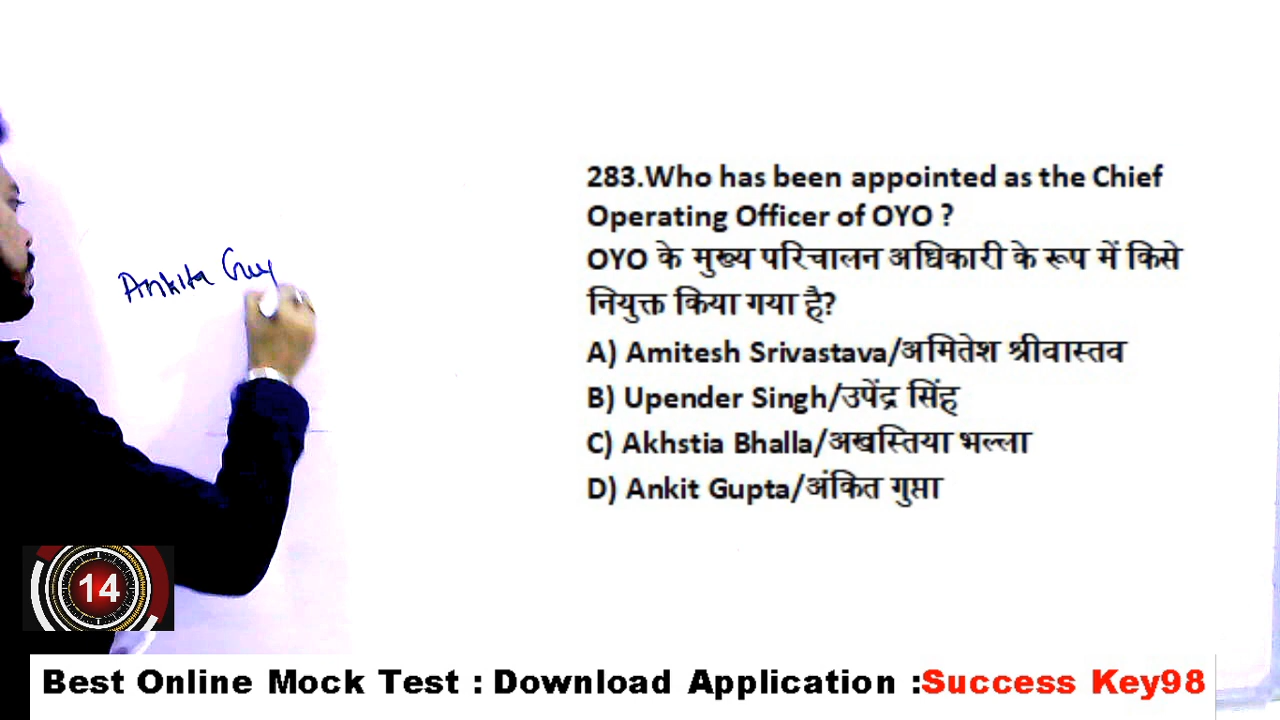 283.Who has been appointed as the Chief
Operating Officer of OYO ?
OYO के मुख्य परिचालन अधिकारी के रूप में किसे
नियुक्त किया गया है?
A) Amitesh Srivastava/अमितेश श्रीवास्तव
B) Upender Singh/उपेंद्र सिंह
C) Akhstia Bhalla/अखस्तिया भल्ला
D) Ankit Gupta/अंकित गुप्ता
Ankita
14
Best Online Mock Test : Download Application :Success Key98